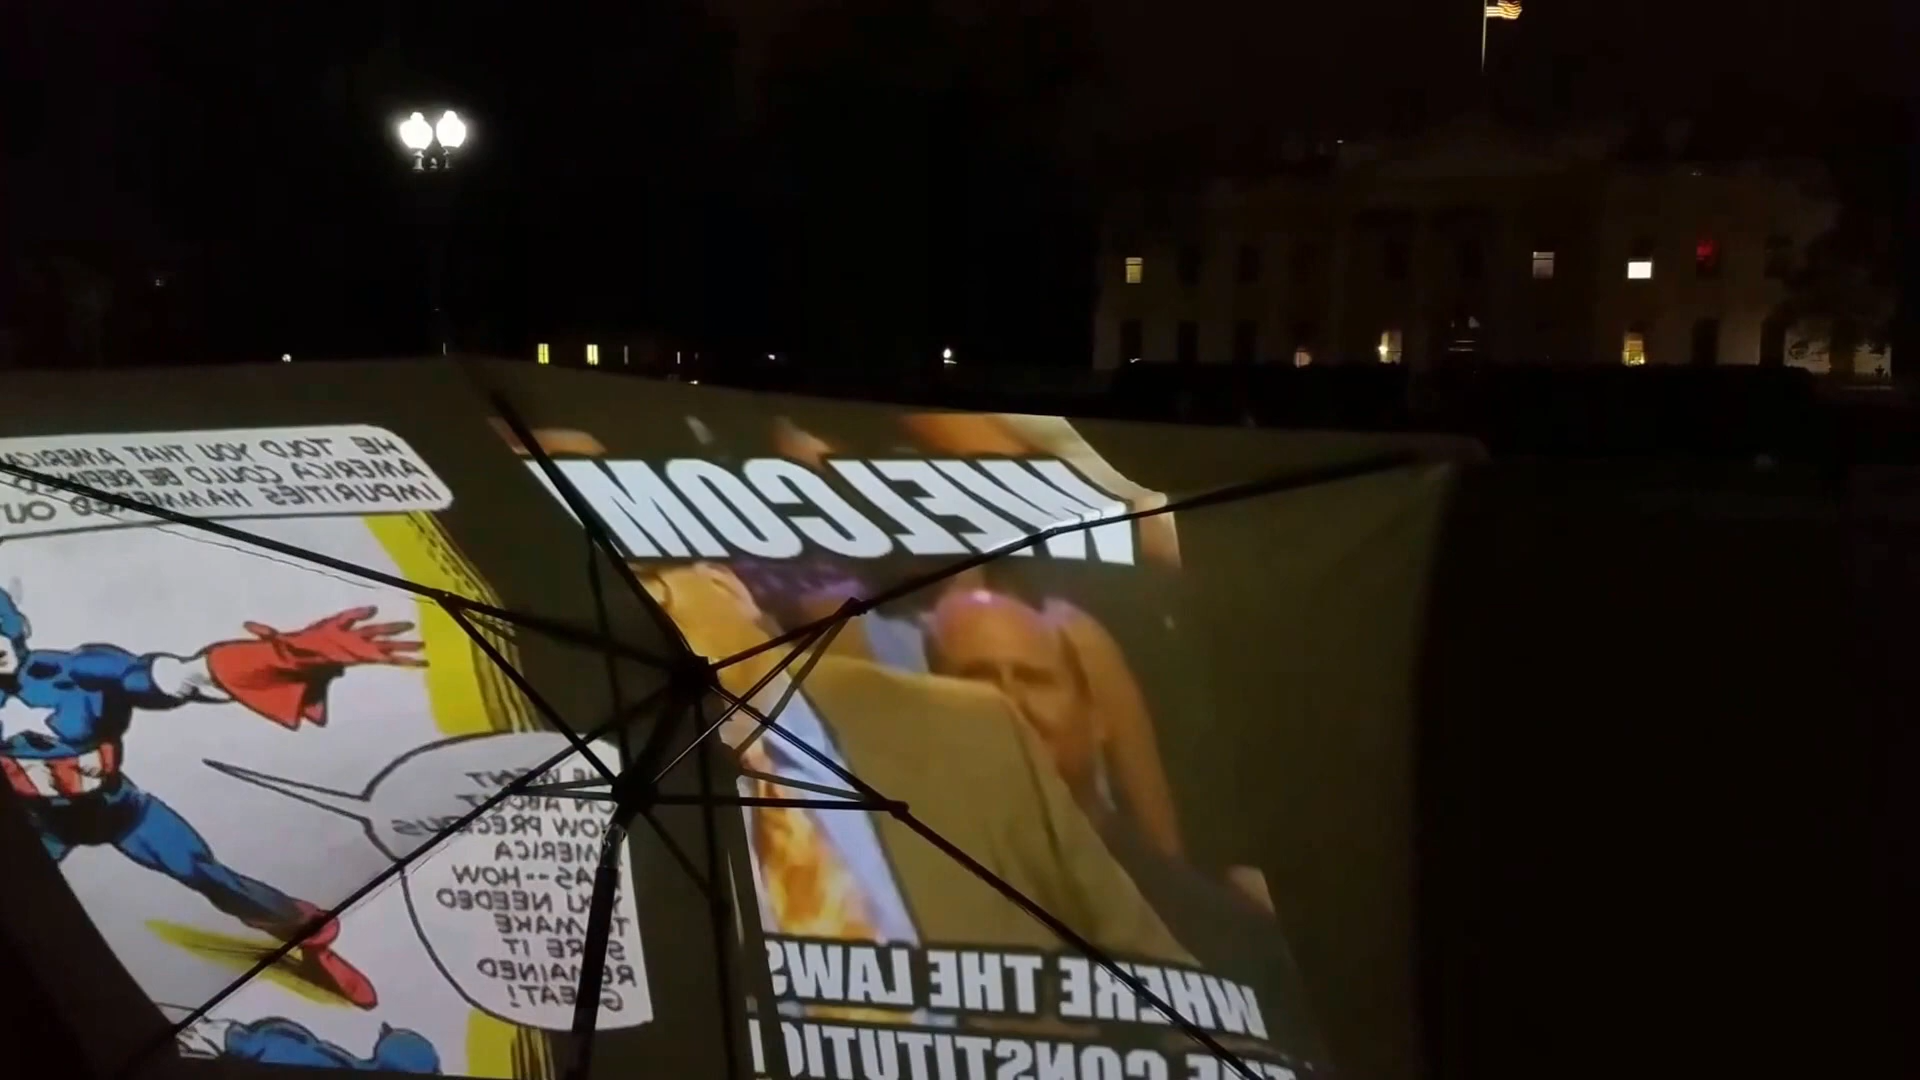 HE TOLD YOU THAT AMERICA
AMERICA COULD BE REFINED
IMPURITIES HAMMERED OUT
WELCOM
HE WENT
ON ABOUT
HOW PRECIOUS
AMERICA
WAS--HOW
YOU NEEDED
TO MAKE
SURE IT
REMAINED
GREAT!
WHERE THE LAWS
THE CONSTITUTIO